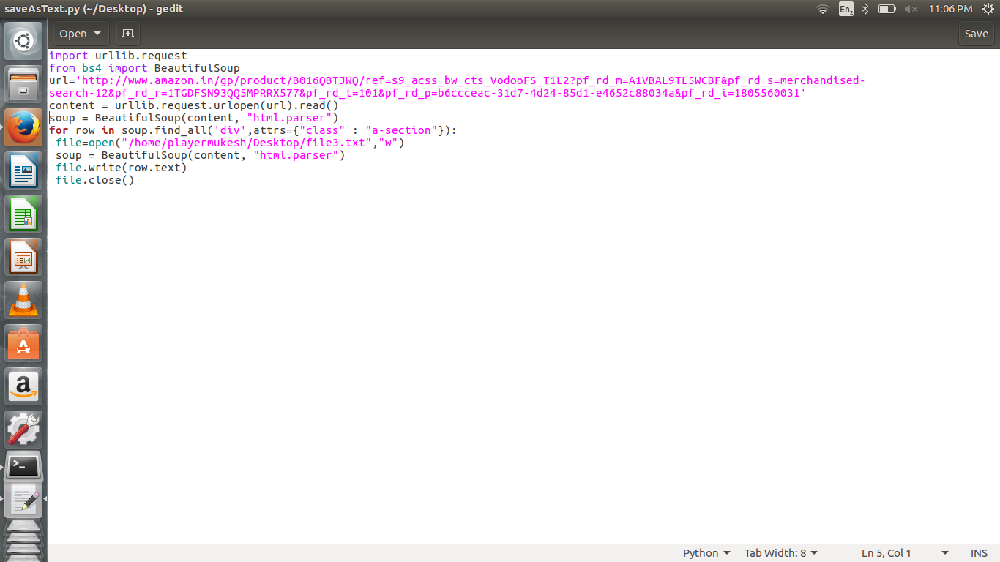 saveAsText.py (~/Desktop) - gedit
En2
11:06 PM
Open
Save
import urllib.request
from bs4 import BeautifulSoup
url='http://www.amazon.in/gp/product/B016QBTJWQ/ref=s9_acss_bw_cts_VodooFS_T1L2?pf_rd_m=A1VBAL9TL5WCBF&pf_rd_s=merchandised-
search-12&pf_rd_r=1TGDFSN93QQ5MPRRX577&pf_rd_t=101&pf_rd_p=b6ccceac-31d7-4d24-85d1-e4652c88034a&pf_rd_i=1805560031'
content = urllib.request.urlopen(url).read()
soup = BeautifulSoup(content, "html.parser")
for row in soup.find_all('div',attrs={"class" : "a-section"}):
 file=open("/home/playermukesh/Desktop/file3.txt","w")
 soup = BeautifulSoup(content, "html.parser")
 file.write(row.text)
 file.close()
Python
Tab Width: 8
Ln 5, Col 1
INS